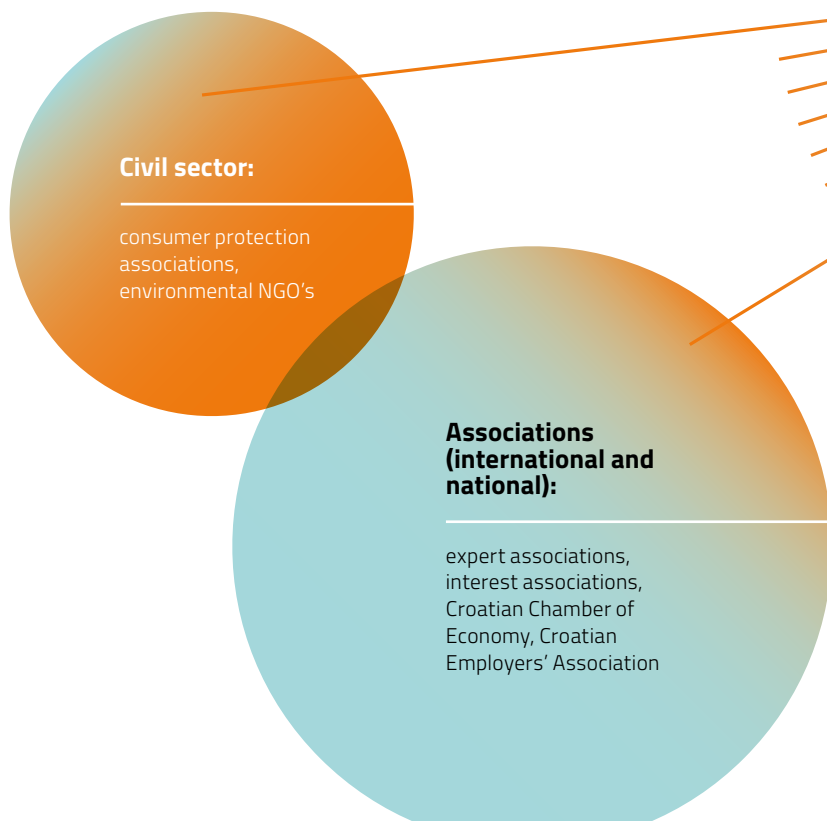 Civil sector:
consumer protection
associations,
environmental NGO’s
Associations
(international and
national):
expert associations,
interest associations,
Croatian Chamber of
Economy, Croatian
Employers’ Association